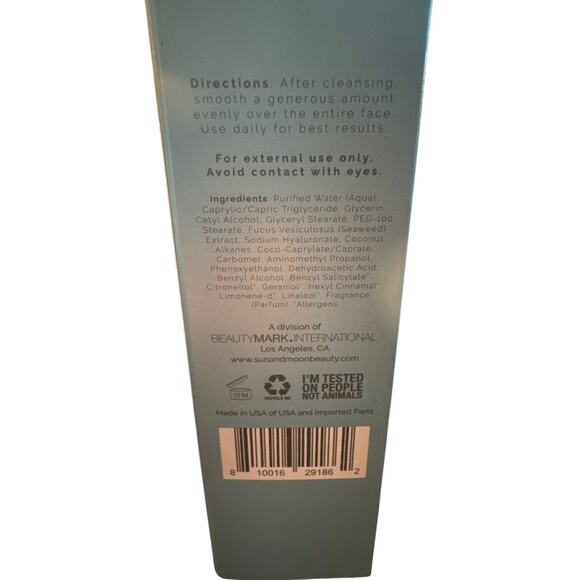 Directions: After cleansing,
smooth a generous amount
evenly over the entire face.
Use daily for best results.
For external use only.
Avoid contact with eyes.
Ingredients: Purified Water (Aqua),
Caprylic/Capric Triglyceride, Glycerin,
Cetyl Alcohol, Glyceryl Stearate, PEG-100
Stearate, Fucus Vesiculosus (Seaweed)
Extract, Sodium Hyaluronate, Coconut
Alkanes, Coco-Caprylate/Caprate,
Carbomer, Aminomethyl Propanol,
Phenoxyethanol, Dehydroacetic Acid,
Benzyl Alcohol, Benzyl Salicylate*,
Citronellol*, Geraniol*, Hexyl Cinnamal*,
Limonene-d*, Linalool*, Fragrance
(Parfum). *Allergens
A division of
BEAUTYMARK.INTERNATIONAL
Los Angeles, CA
www.sunandmoonbeauty.com
12 M
RECYCLE ME
I'M TESTED
ON PEOPLE
NOT ANIMALS
Made in USA of USA and Imported Parts
8 10016 29186 2